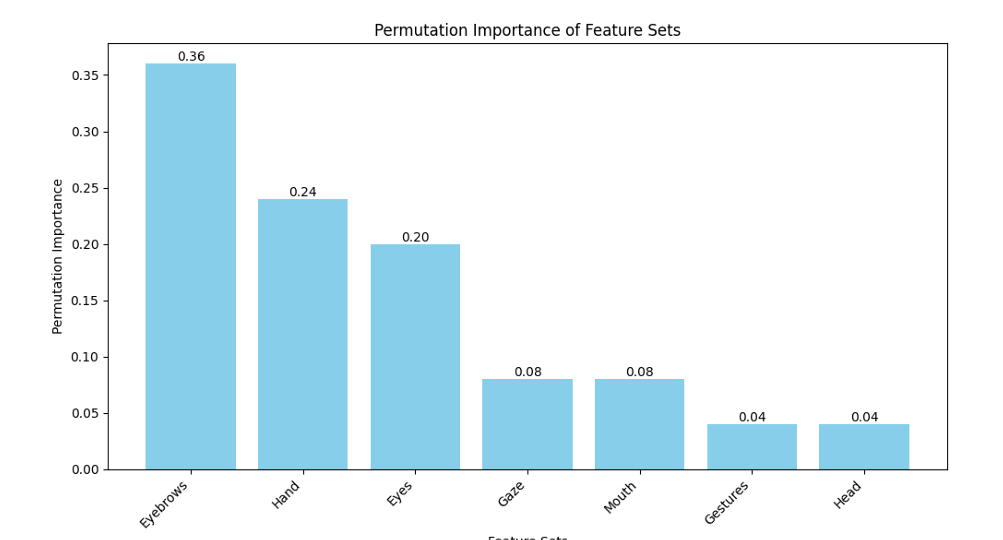 Permutation Importance of Feature Sets
Permutation Importance
0.35
0.30
0.25
0.20
0.15
0.10
0.05
0.00
0.36
0.24
0.20
0.08
0.08
0.04
0.04
Eyebrows
Hand
Eyes
Gaze
Mouth
Gestures
Head
Feature Sets